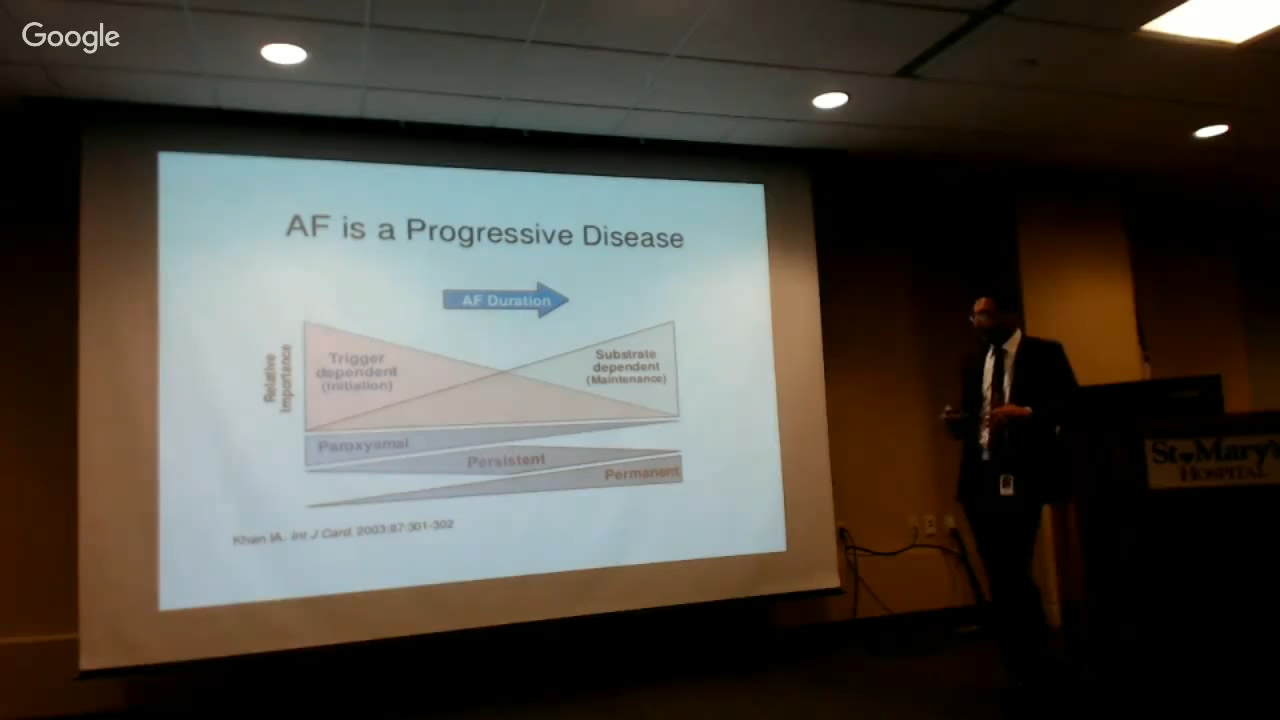 Google
AF is a Progressive Disease
AF Duration
Relative
Importance
Trigger
dependent
(Initiation)
Substrate
dependent
(Maintenance)
Paroxysmal
Persistent
Permanent
Khan IA. Int J Card. 2003;87:301-302
St. Mary's
HOSPITAL